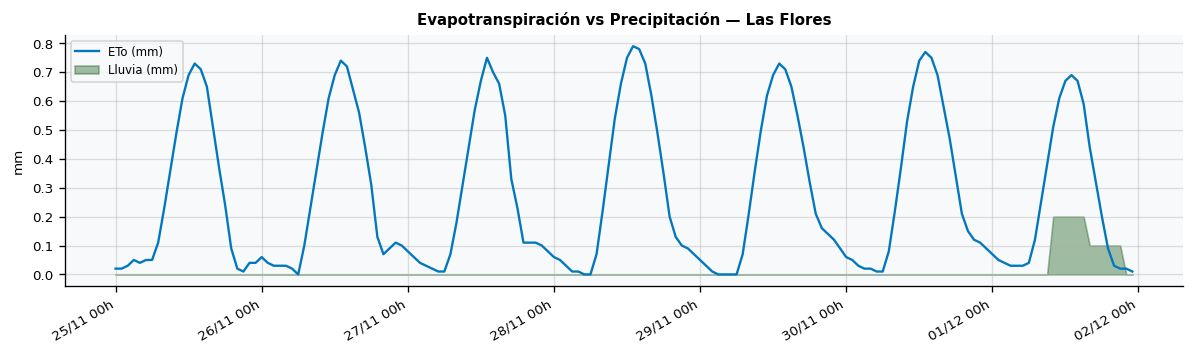 Evapotranspiración vs Precipitación — Las Flores
ETo (mm)
Lluvia (mm)
mm
0.8
0.7
0.6
0.5
0.4
0.3
0.2
0.1
0.0
25/11 00h
26/11 00h
27/11 00h
28/11 00h
29/11 00h
30/11 00h
01/12 00h
02/12 00h